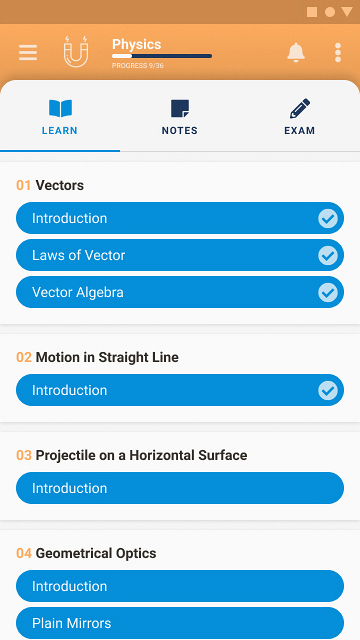 Physics
PROGRESS 9/36
LEARN
NOTES
EXAM
01 Vectors
Introduction
Laws of Vector
Vector Algebra
02 Motion in Straight Line
Introduction
03 Projectile on a Horizontal Surface
Introduction
04 Geometrical Optics
Introduction
Plain Mirrors